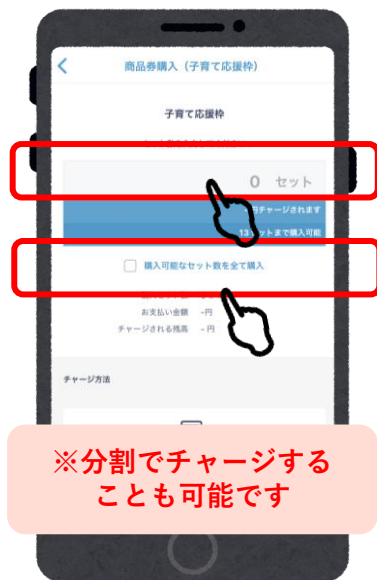 商品券購入（子育て応援枠）
子育て応援枠
0 セット
円チャージされます
セットまで購入可能
購入可能なセット数を全て購入
お支払い金額 -円
チャージされる残高 -円
チャージ方法
※分割でチャージする
ことも可能です